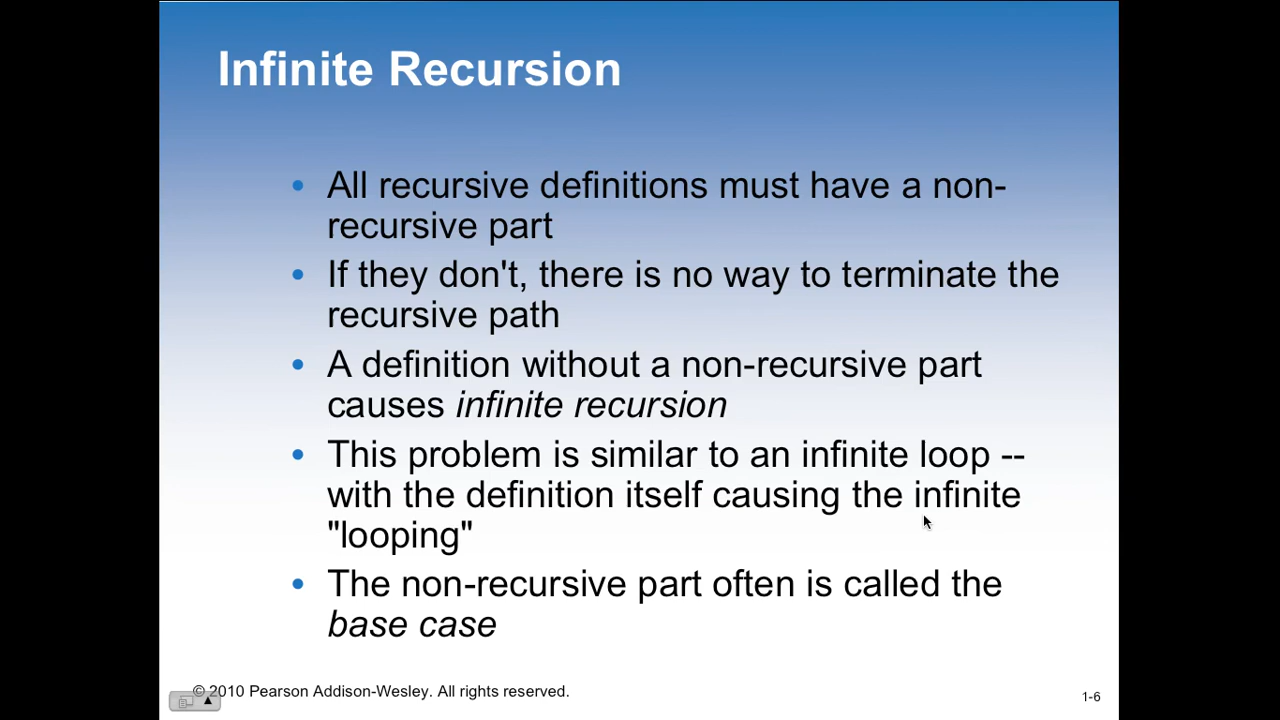 Infinite Recursion
• All recursive definitions must have a non-
recursive part
• If they don't, there is no way to terminate the
recursive path
• A definition without a non-recursive part
causes infinite recursion
• This problem is similar to an infinite loop --
with the definition itself causing the infinite
"looping"
• The non-recursive part often is called the
base case
© 2010 Pearson Addison-Wesley. All rights reserved.
1-6